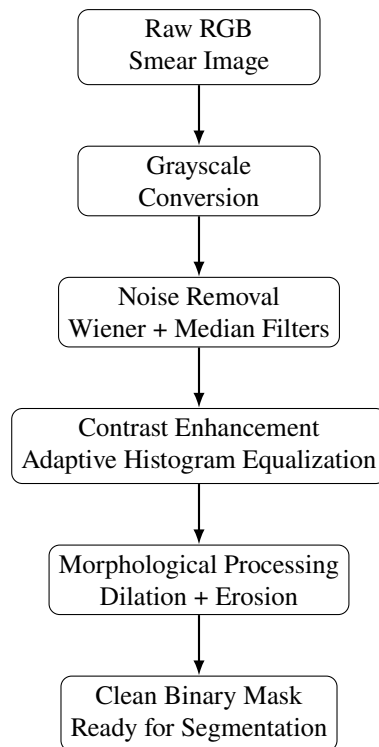 Raw RGB
Smear Image
Grayscale
Conversion
Noise Removal
Wiener + Median Filters
Contrast Enhancement
Adaptive Histogram Equalization
Morphological Processing
Dilation + Erosion
Clean Binary Mask
Ready for Segmentation